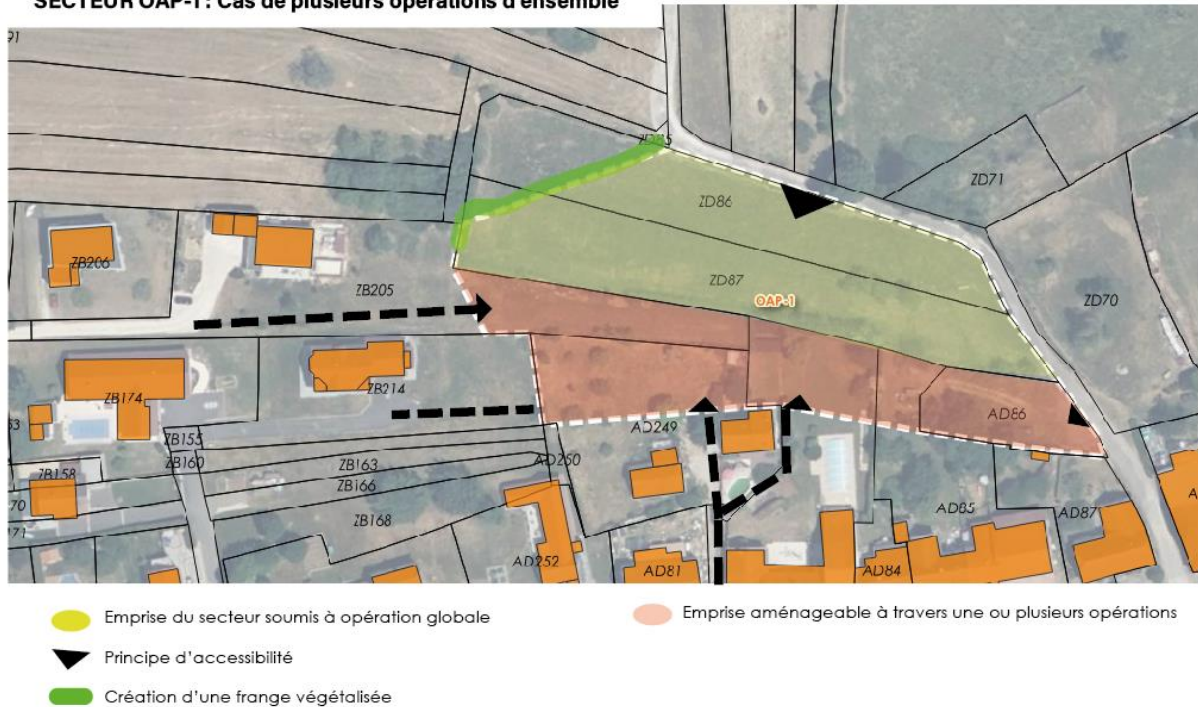 SECTEUR OAP-1 : Cas de plusieurs opérations d'ensemble
91
ZD86
ZD71
ZB206
ZB205
ZD87
OAP-1
ZD70
ZB174
ZB214
AD86
ZB155
AD249
ZB158
ZB160
ZB163
AD250
ZB166
ZB168
AD85
AD87
AD252
AD81
AD84
Emprise du secteur soumis à opération globale
Emprise aménageable à travers une ou plusieurs opérations
Principe d'accessibilité
Création d'une frange végétalisée